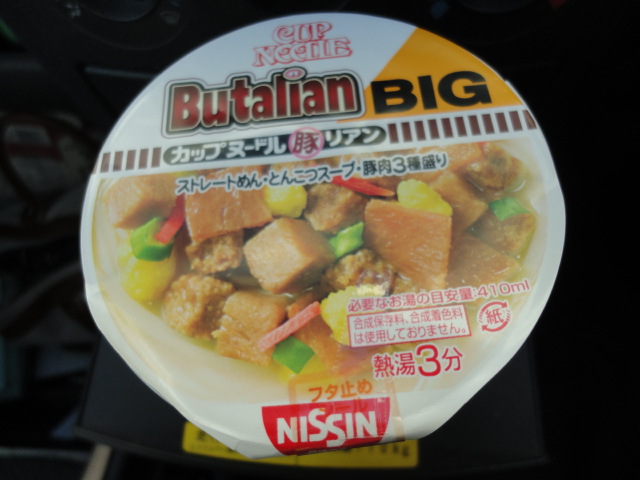 CUP
NOODLE
Butalian BIG
カップヌードル豚リアン
ストレートめん・とんこつスープ・豚肉3種盛り
必要なお湯の目安量:410ml
合成保存料、合成着色料
は使用しておりません。
紙
熱湯3分
フタ止め
シール
NISSIN